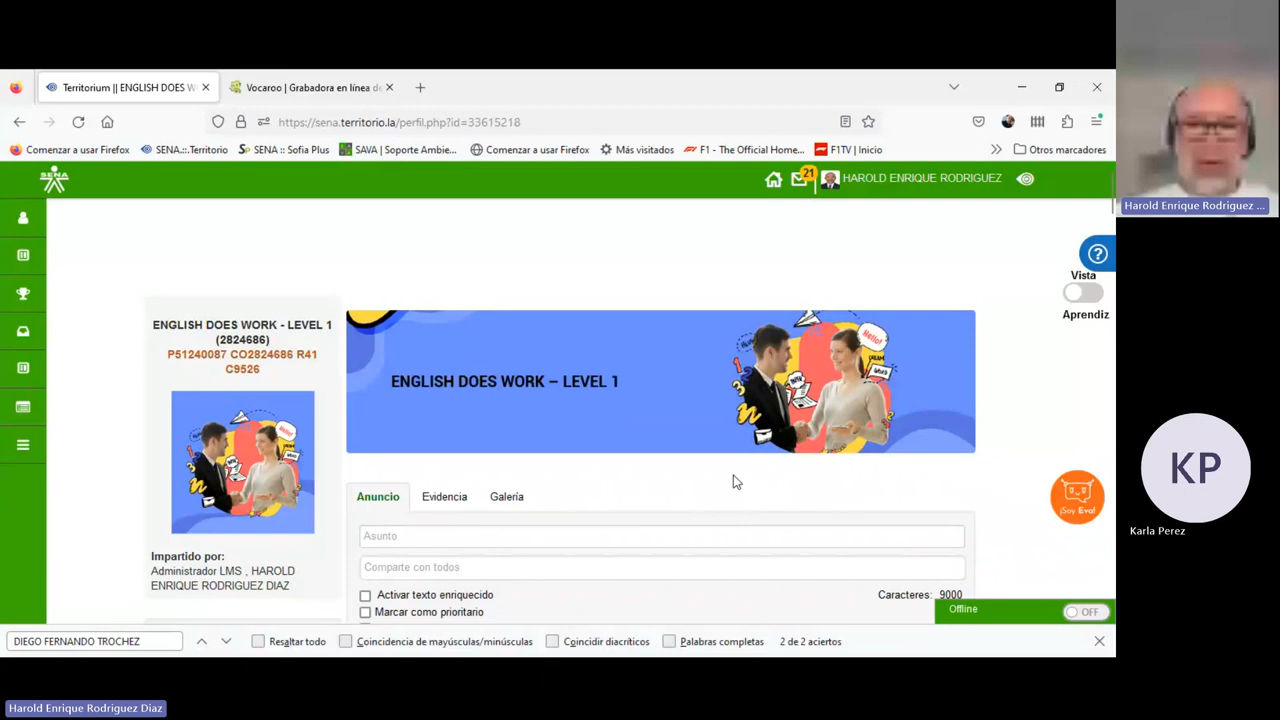 Territorium || ENGLISH DOES W
Vocaroo | Grabadora en línea de
https://sena.territorio.la/perfil.php?id=33615218
Comenzar a usar Firefox
SENA.::.Territorio
SENA :: Sofia Plus
SAVA | Soporte Ambie...
Comenzar a usar Firefox
Más visitados
F1 - The Official Home...
F1TV | Inicio
Otros marcadores
SENA
21
HAROLD ENRIQUE RODRIGUEZ
Harold Enrique Rodriguez ...
Vista
Aprendiz
ENGLISH DOES WORK - LEVEL 1
(2824686)
P51240087 CO2824686 R41
C9526
ENGLISH DOES WORK – LEVEL 1
Hello!
Impartido por:
Administrador LMS , HAROLD
ENRIQUE RODRIGUEZ DIAZ
Anuncio
Evidencia
Galería
Asunto
Comparte con todos
Activar texto enriquecido
Caracteres: 9000
Marcar como prioritario
¡Soy Eva!
Offline
OFF
KP
Karla Perez
DIEGO FERNANDO TROCHEZ
Resaltar todo
Coincidencia de mayúsculas/minúsculas
Coincidir diacríticos
Palabras completas
2 de 2 aciertos
Harold Enrique Rodriguez Diaz